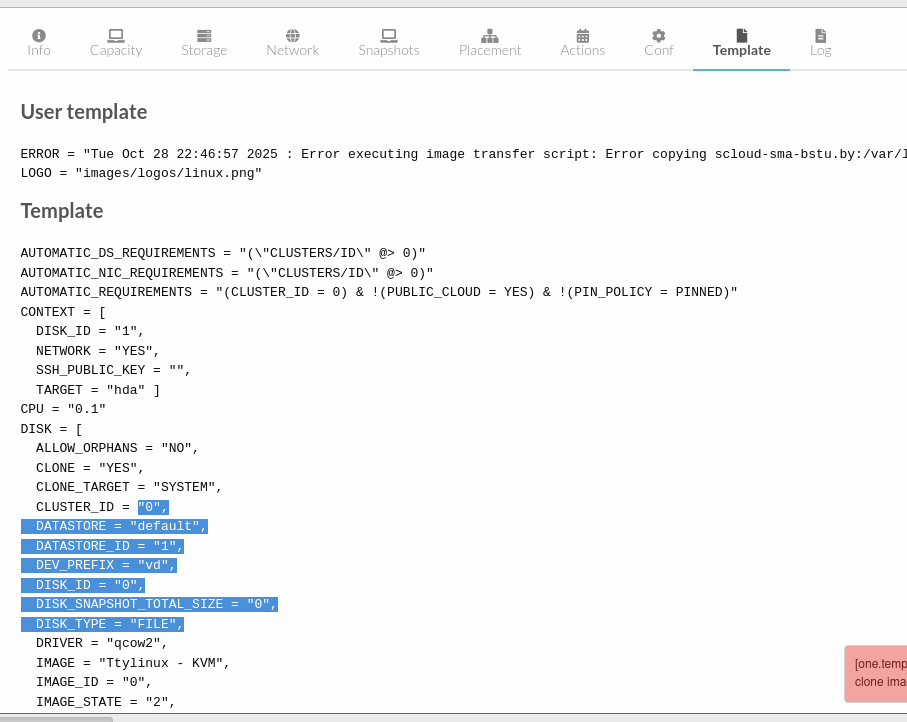 Info Capacity Storage Network Snapshots Placement Actions Conf Template Log
User template
ERROR = "Tue Oct 28 22:46:57 2025 : Error executing image transfer script: Error copying scloud-sma-bstu.by:/var/l
LOGO = "images/logos/linux.png"
Template
AUTOMATIC_DS_REQUIREMENTS = "(\"CLUSTERS/ID\" @> 0)"
AUTOMATIC_NIC_REQUIREMENTS = "(\"CLUSTERS/ID\" @> 0)"
AUTOMATIC_REQUIREMENTS = "(CLUSTER_ID = 0) & !(PUBLIC_CLOUD = YES) & !(PIN_POLICY = PINNED)"
CONTEXT = [
DISK_ID = "1",
NETWORK = "YES",
SSH_PUBLIC_KEY = "",
TARGET = "hda" ]
CPU = "0.1"
DISK = [
ALLOW_ORPHANS = "NO",
CLONE = "YES",
CLONE_TARGET = "SYSTEM",
CLUSTER_ID = "0",
DATASTORE = "default",
DATASTORE_ID = "1",
DEV_PREFIX = "vd",
DISK_ID = "0",
DISK_SNAPSHOT_TOTAL_SIZE = "0",
DISK_TYPE = "FILE",
DRIVER = "qcow2",
IMAGE = "Ttylinux - KVM",
IMAGE_ID = "0",
IMAGE_STATE = "2",
[one.temp
clone ima